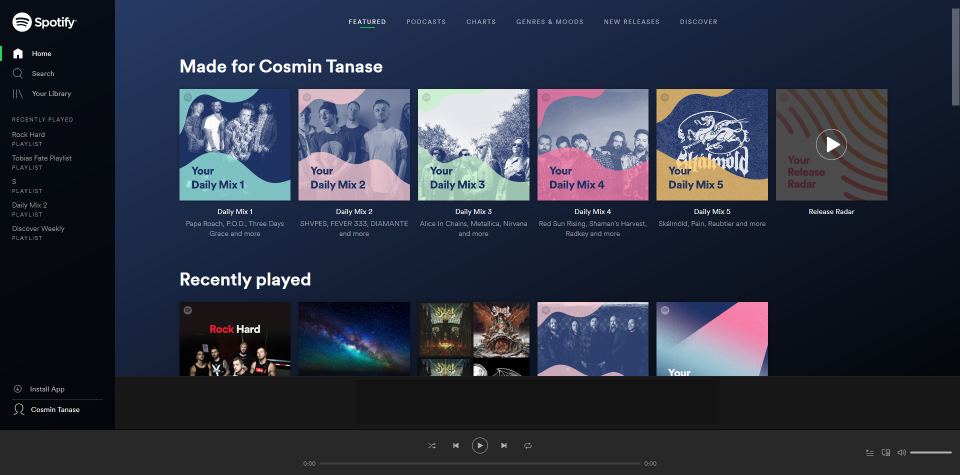 Spotify
Home
Search
Your Library
RECENTLY PLAYED
Rock Hard
PLAYLIST
Tobias Fate Playlist
PLAYLIST
S
PLAYLIST
Daily Mix 2
PLAYLIST
Discover Weekly
PLAYLIST
Install App
Cosmin Tanase
FEATURED PODCASTS CHARTS GENRES & MOODS NEW RELEASES DISCOVER
Made for Cosmin Tanase
Your
Daily Mix 1
Your
Daily Mix 2
Your
Daily Mix 3
Your
Daily Mix 4
Skálmöld
Your
Daily Mix 5
Your
Release
Radar
Daily Mix 1
Papa Roach, P.O.D., Three Days
Grace and more
Daily Mix 2
SHVPES, FEVER 333, DIAMANTE
and more
Daily Mix 3
Alice In Chains, Metallica, Nirvana
and more
Daily Mix 4
Red Sun Rising, Shaman's Harvest,
Radkey and more
Daily Mix 5
Skálmöld, Pain, Raubtier and more
Release Radar
Recently played
Rock Hard
Ghost
Ghost
Your
0:00
0:00